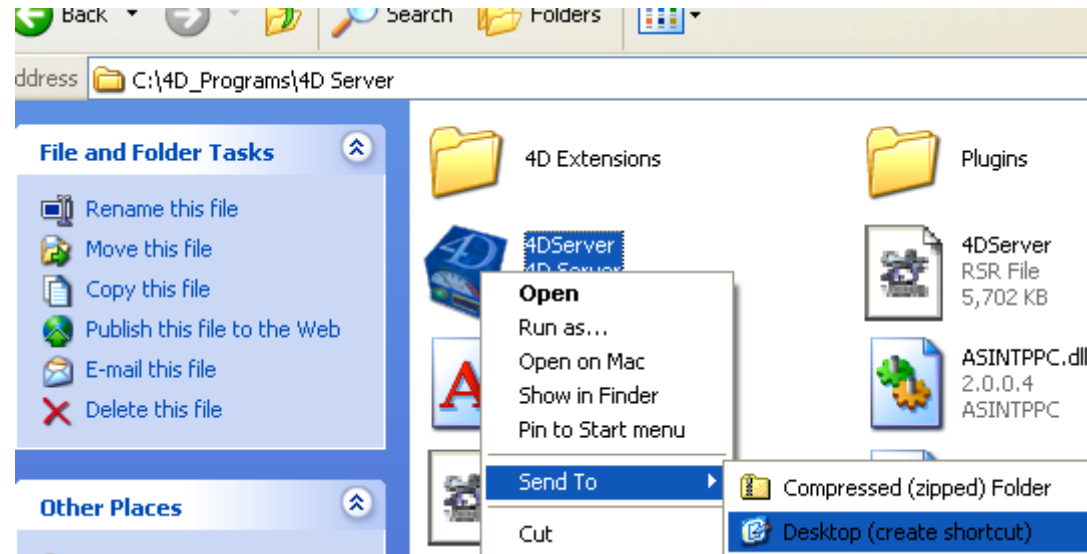 Back
Search
Folders
ddress
C:\4D_Programs\4D Server
File and Folder Tasks
Rename this file
Move this file
Copy this file
Publish this file to the Web
E-mail this file
Delete this file
Other Places
4D Extensions
Plugins
4D
4DServer
4D Server
4DServer
RSR File
5,702 KB
A
ASINTPPC.dll
2.0.0.4
ASINTPPC
Open
Run as...
Open on Mac
Show in Finder
Pin to Start menu
Send To
Cut
Compressed (zipped) Folder
Desktop (create shortcut)